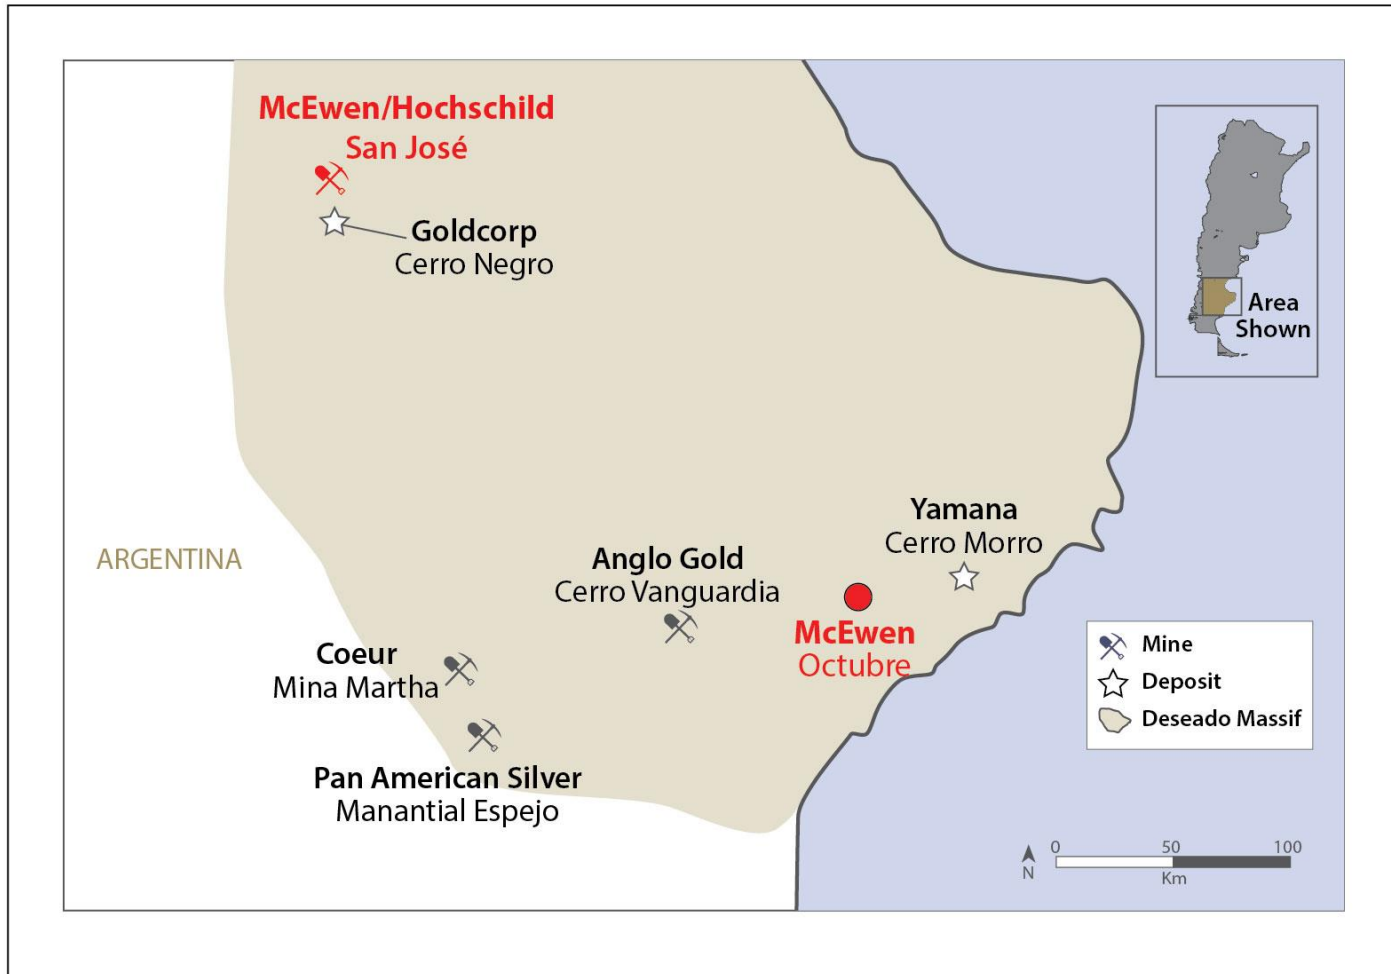 McEwen/Hochschild
San José
Goldcorp
Cerro Negro
Area
Shown
Yamana
Cerro Morro
ARGENTINA
Anglo Gold
Cerro Vanguardia
McEwen
Octubre
Coeur
Mina Martha
Pan American Silver
Manantial Espejo
Mine
Deposit
Deseado Massif
N
0 50 100
Km